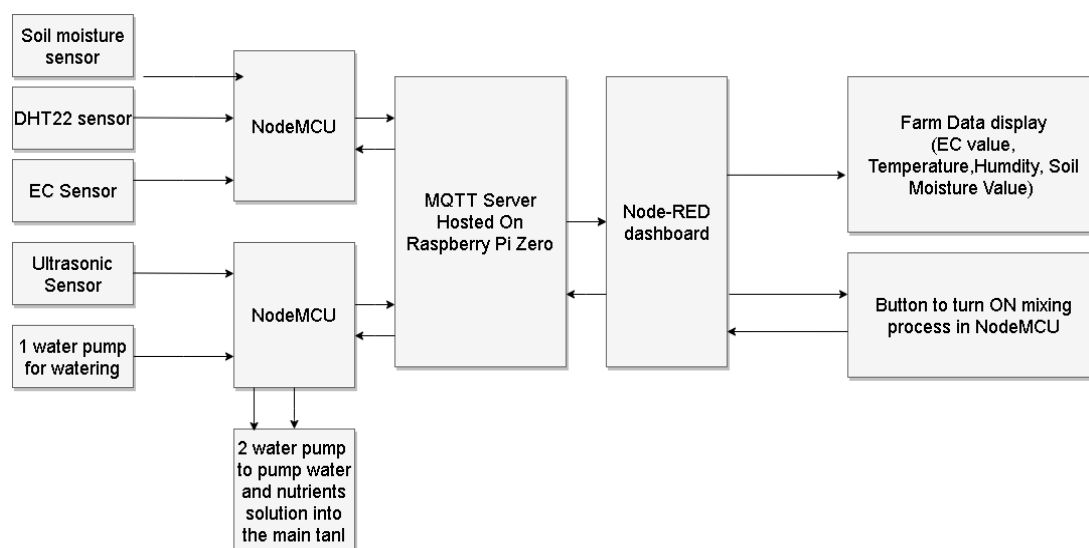 Soil moisture
sensor
DHT22 sensor
EC Sensor
Ultrasonic
Sensor
1 water pump
for watering
NodeMCU
NodeMCU
2 water pump
to pump water
and nutrients
solution into
the main tanl
MQTT Server
Hosted On
Raspberry Pi Zero
Node-RED
dashboard
Farm Data display
(EC value,
Temperature,Humdity, Soil
Moisture Value)
Button to turn ON mixing
process in NodeMCU